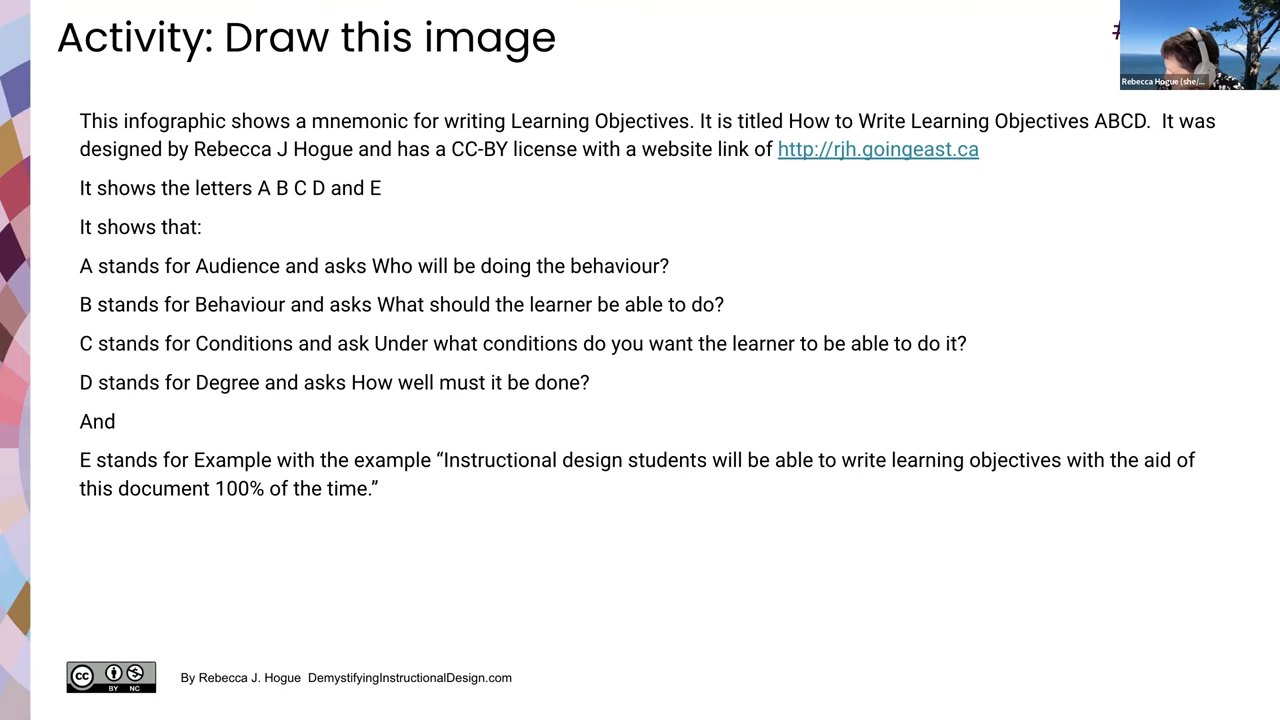 Activity: Draw this image
#
Rebecca Hogue (she/...
This infographic shows a mnemonic for writing Learning Objectives. It is titled How to Write Learning Objectives ABCD. It was
designed by Rebecca J Hogue and has a CC-BY license with a website link of http://rjh.goingeast.ca
It shows the letters A B C D and E
It shows that:
A stands for Audience and asks Who will be doing the behaviour?
B stands for Behaviour and asks What should the learner be able to do?
C stands for Conditions and ask Under what conditions do you want the learner to be able to do it?
D stands for Degree and asks How well must it be done?
And
E stands for Example with the example “Instructional design students will be able to write learning objectives with the aid of
this document 100% of the time.”
cc BY NC
By Rebecca J. Hogue DemystifyingInstructionalDesign.com